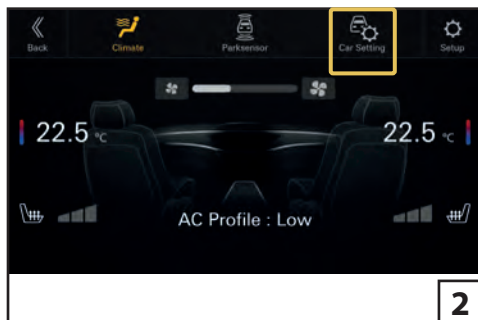 Back Climate Parksensor Car Setting Setup
22.5 °C 22.5 °C
AC Profile : Low
2